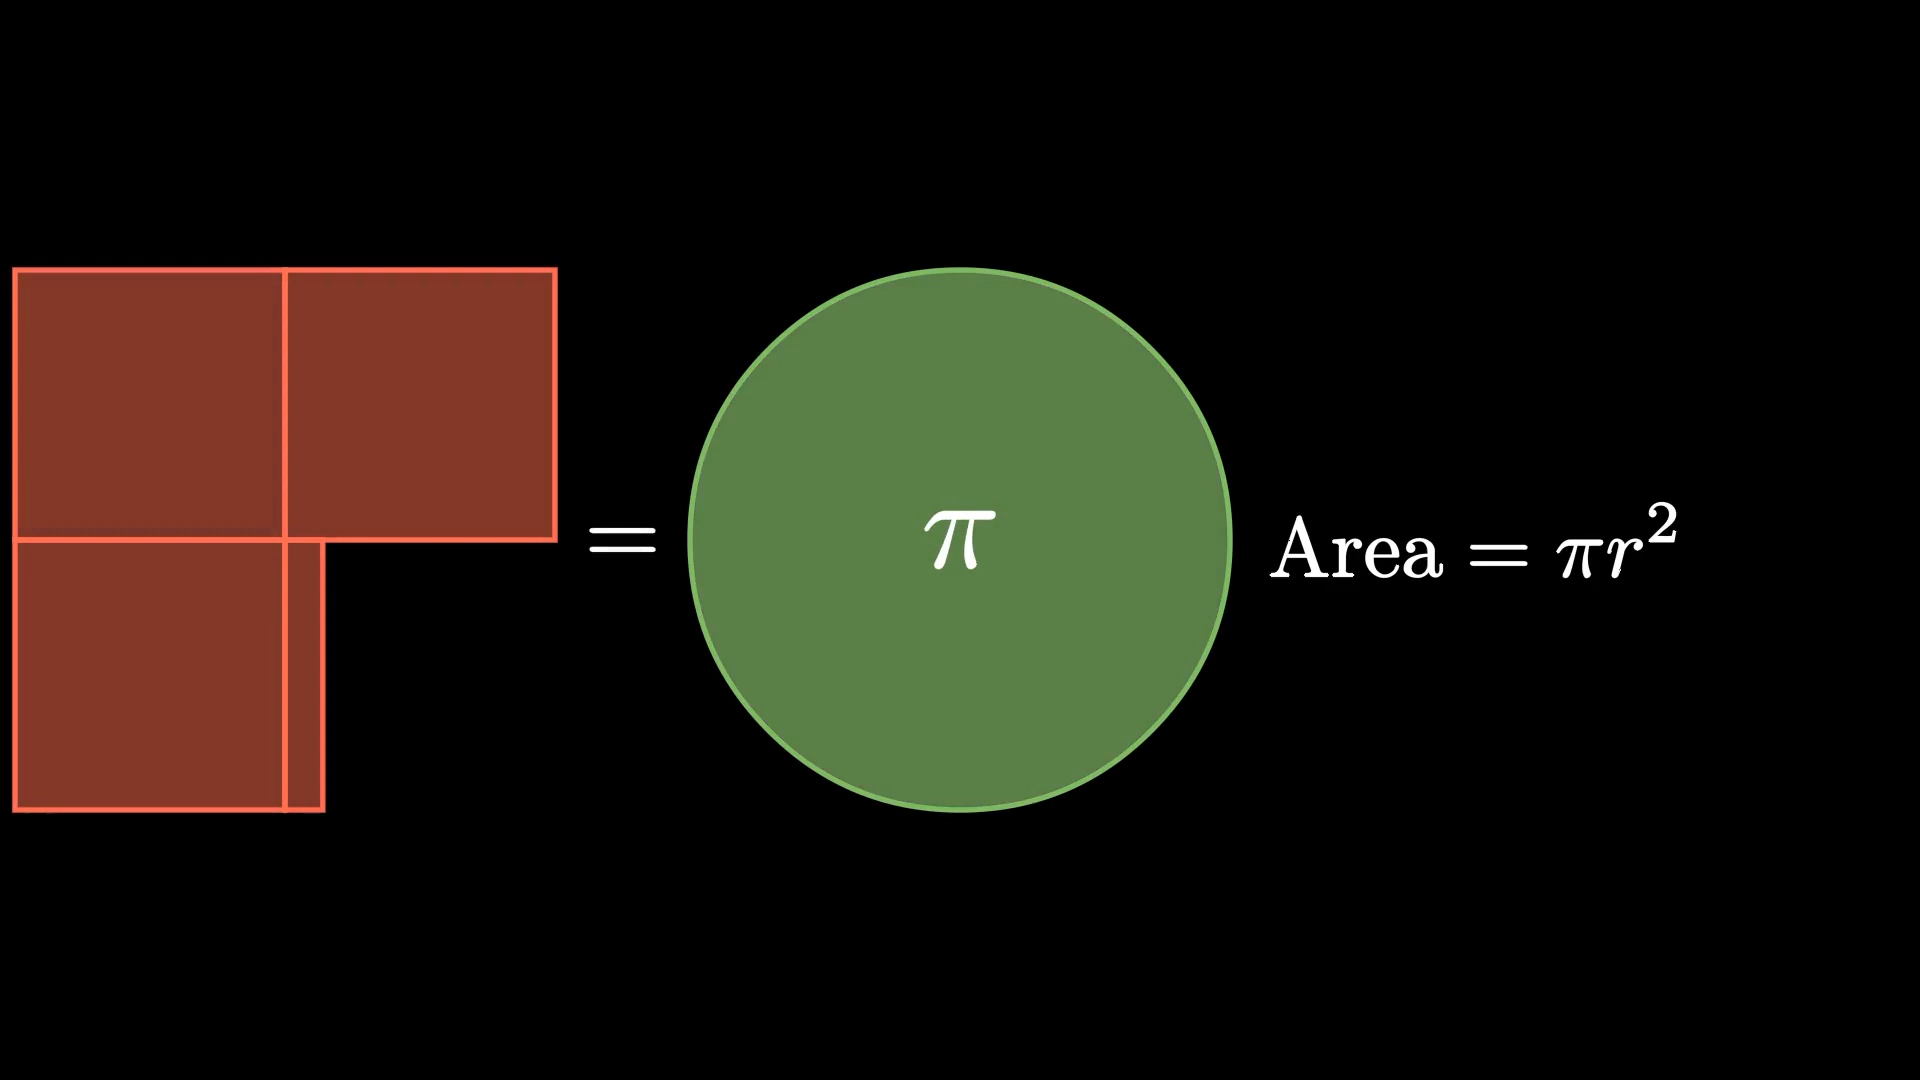 = π Area = πr²